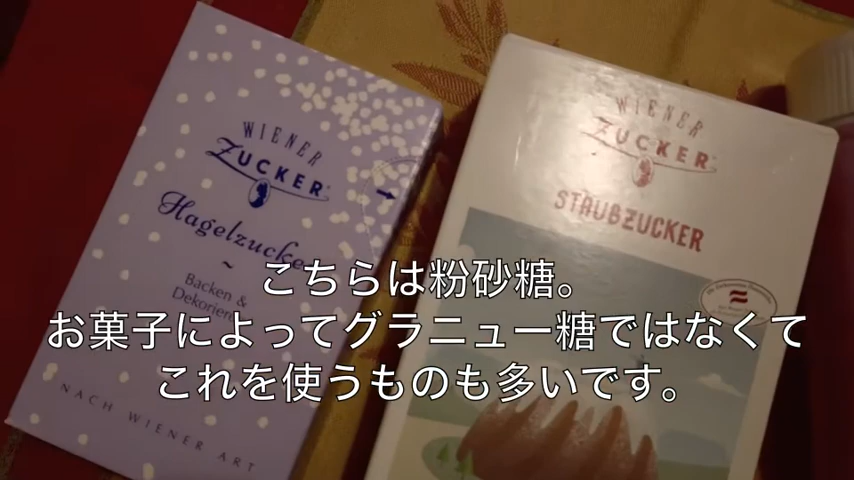 WIENER
ZUCKER
Hagelzucke
~
Backen &
Dekoriere
NACH WIENER ART
WIENER
ZUCKER
STAUBZUCKER
こちらは粉砂糖。
お菓子によってグラニュー糖ではなくて
これを使うものも多いです。